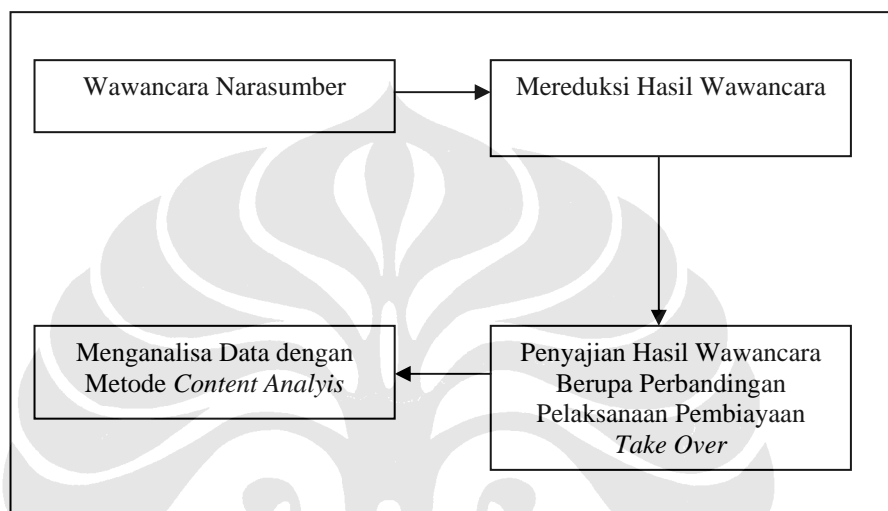 Wawancara Narasumber
Mereduksi Hasil Wawancara
Penyajian Hasil Wawancara
Berupa Perbandingan
Pelaksanaan Pembiayaan
Take Over
Menganalisa Data dengan
Metode Content Analyis